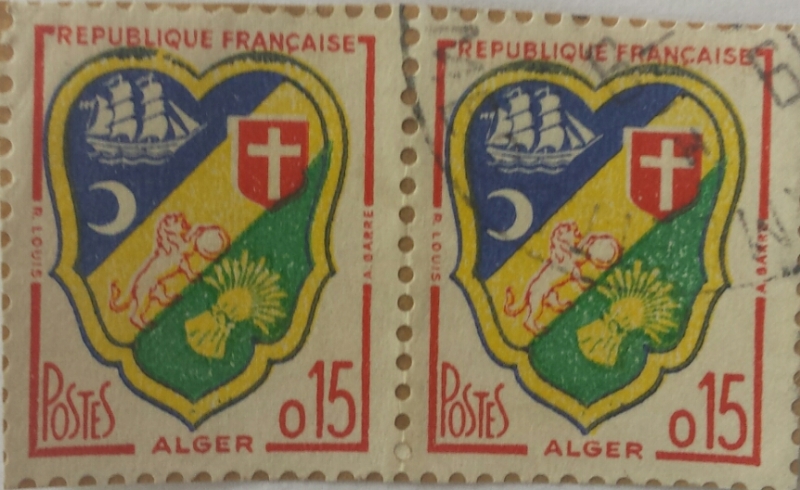 REPUBLIQUE FRANÇAISE
R. LOUIS
A. BARRE
POSTES
0 15
ALGER
REPUBLIQUE FRANÇAISE
R. LOUIS
A. BARRE
POSTES
0 15
ALGER